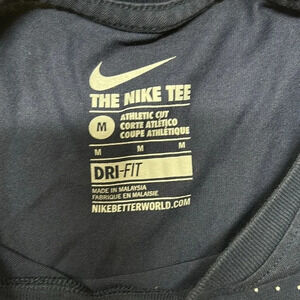 THE NIKE TEE
M
ATHLETIC CUT
CORTE ATLÉTICO
COUPE ATHLÉTIQUE
M M M
DRI-FIT
MADE IN MALAYSIA
FABRIQUÉ EN MALAISIE
NIKEBETTERWORLD.COM